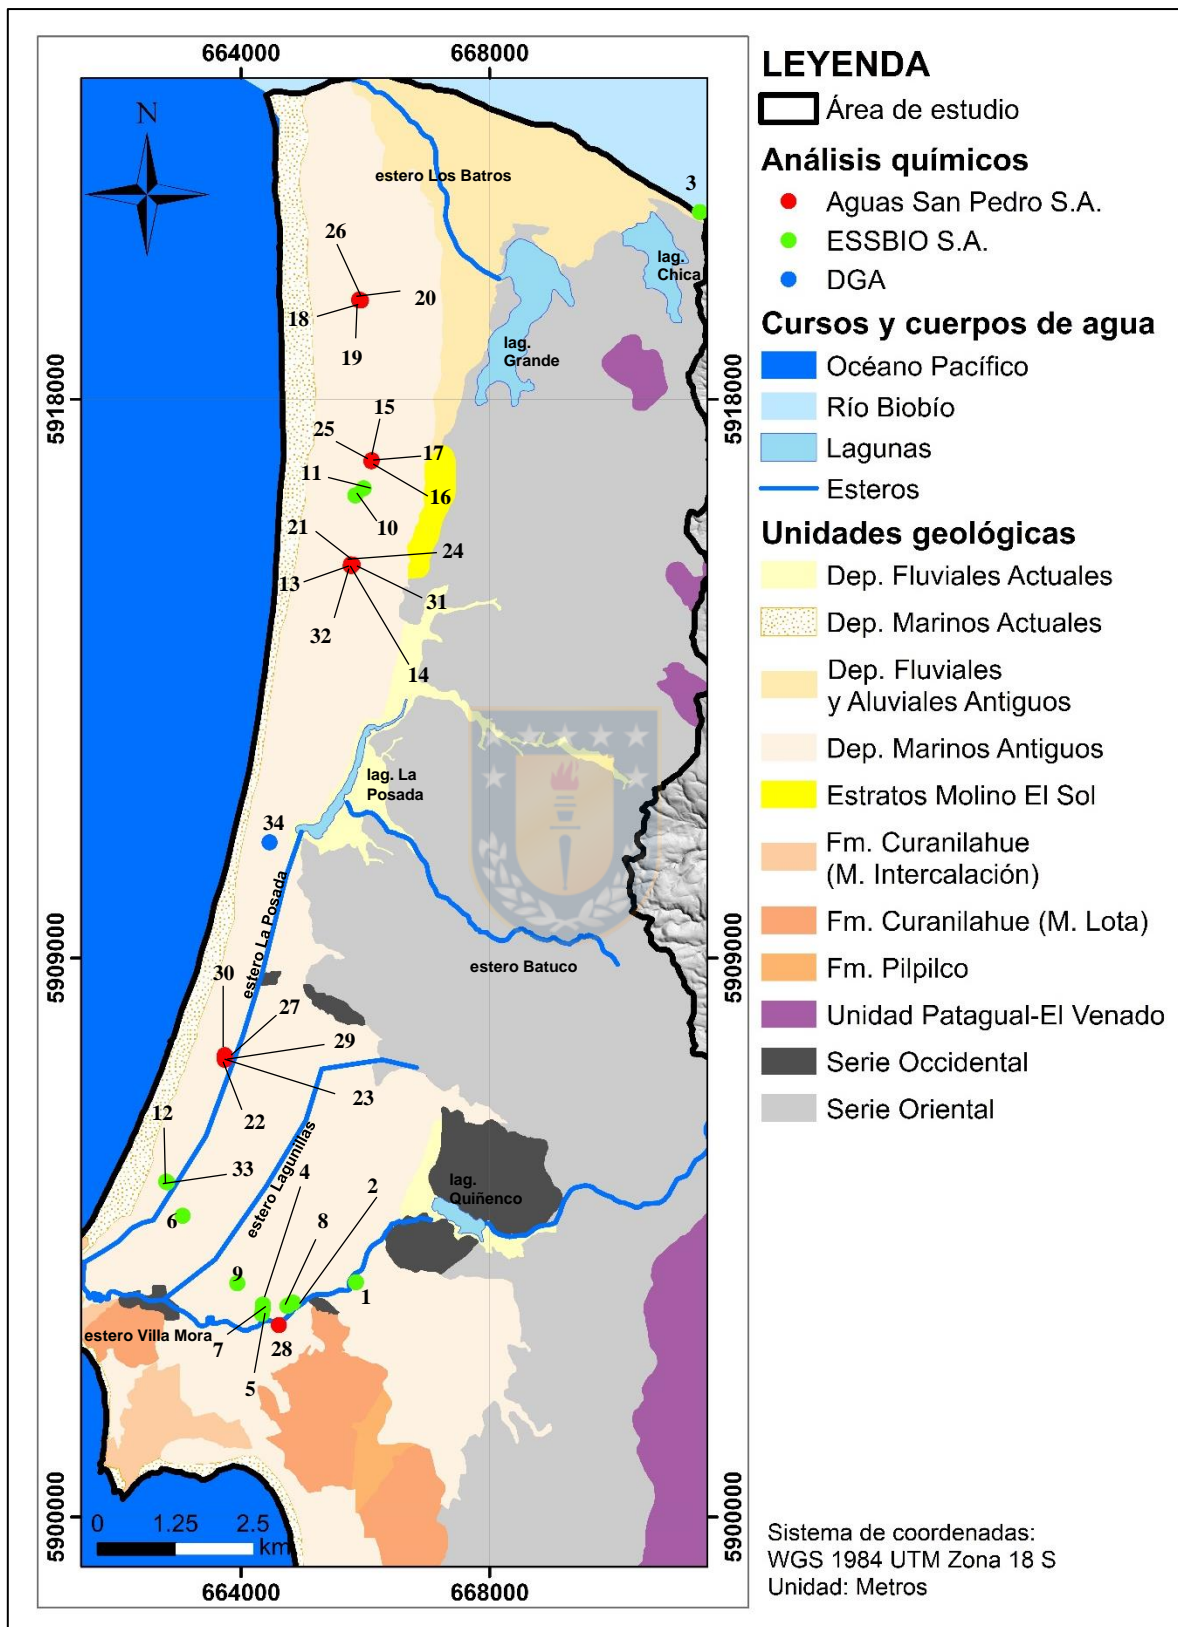 664000
668000
LEYENDA
Área de estudio
Análisis químicos
Aguas San Pedro S.A.
ESSBIO S.A.
DGA
Cursos y cuerpos de agua
Océano Pacífico
Río Biobío
Lagunas
Esteros
Unidades geológicas
Dep. Fluviales Actuales
Dep. Marinos Actuales
Dep. Fluviales
y Aluviales Antiguos
Dep. Marinos Antiguos
Estratos Molino El Sol
Fm. Curanilahue
(M. Intercalación)
Fm. Curanilahue (M. Lota)
Fm. Pilpilco
Unidad Patagual-El Venado
Serie Occidental
Serie Oriental
Sistema de coordenadas:
WGS 1984 UTM Zona 18 S
Unidad: Metros
N
estero Los Batros
3
lag.
Chica
26
20
18
19
lag.
Grande
5918000
5918000
15
25
17
11
16
10
21
24
13
31
32
14
lag. La
Posada
34
estero La Posada
estero Batuco
5909000
5909000
30
27
29
23
22
12
33
4
2
lag.
Quiñenco
estero Lagunillas
6
8
9
1
estero Villa Mora
7
28
5
5900000
5900000
0
1.25
2.5
km
664000
668000